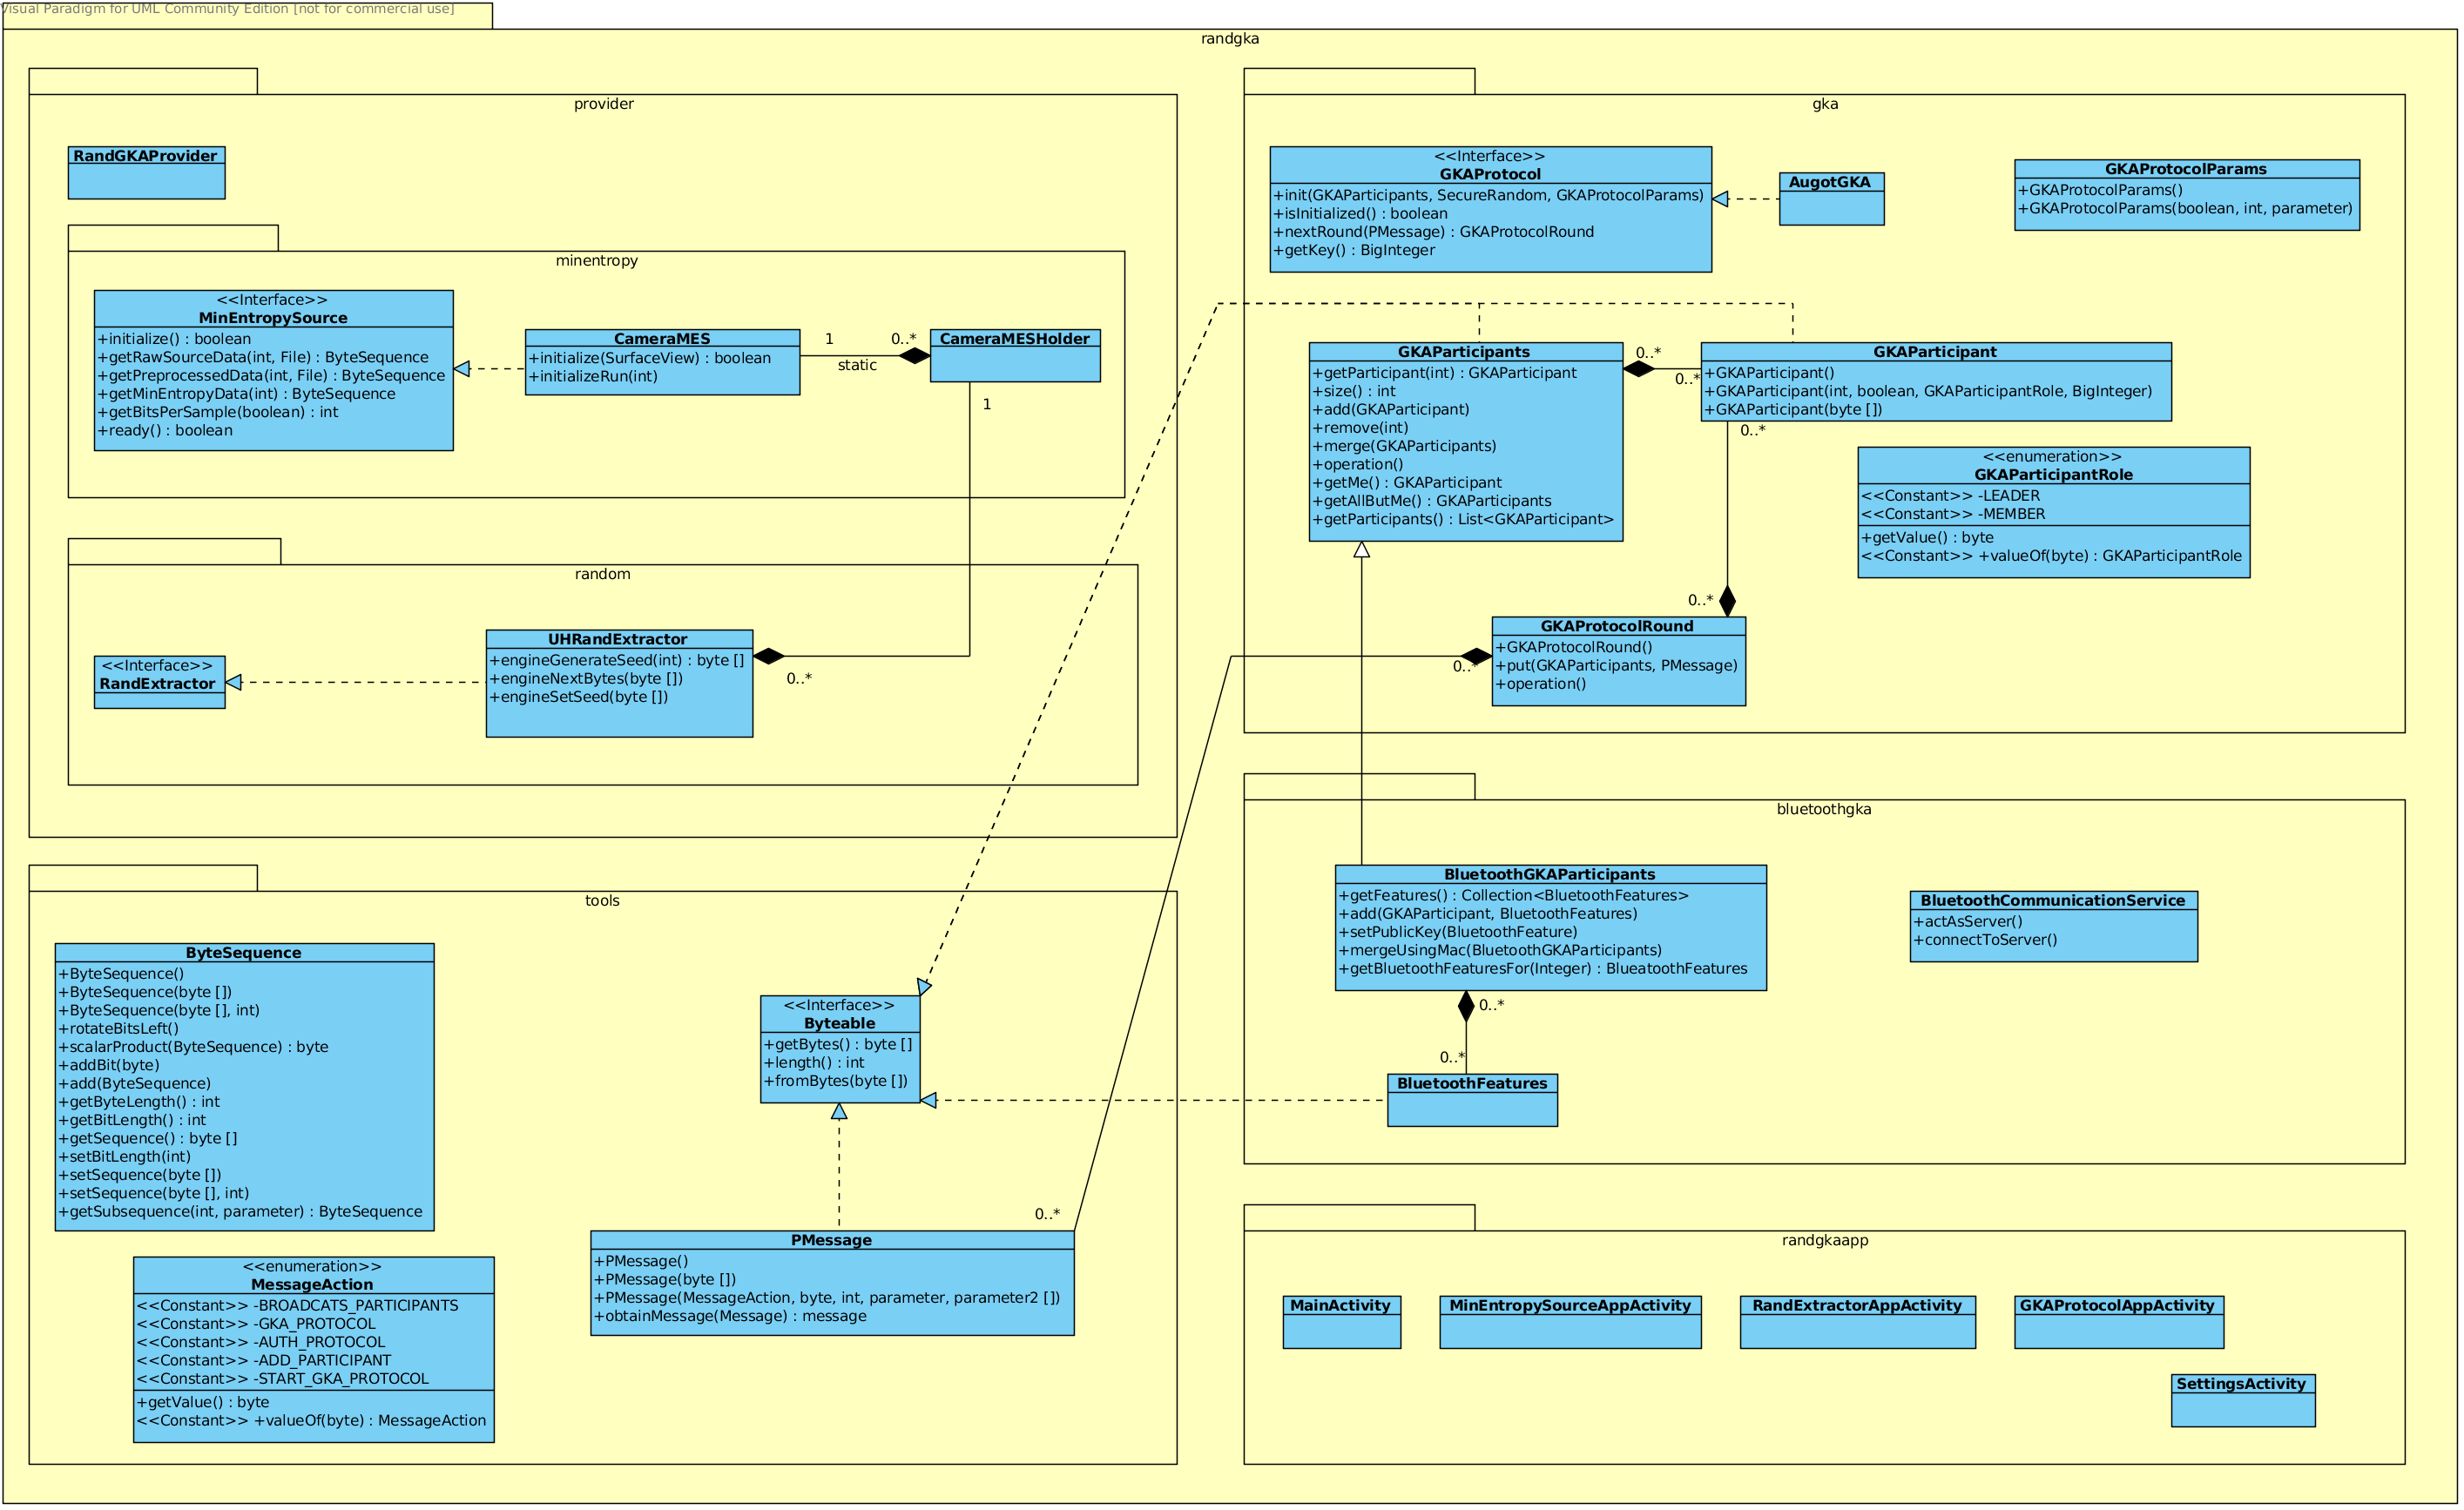 Visual Paradigm for UML Community Edition [not for commercial use]
randgka
provider
RandGKAProvider
minentropy
<<Interface>>
MinEntropySource
+initialize() : boolean
+getRawSourceData(int, File) : ByteSequence
+getPreprocessedData(int, File) : ByteSequence
+getMinEntropyData(int) : ByteSequence
+getBitsPerSample(boolean) : int
+ready() : boolean
CameraMES
+initialize(SurfaceView) : boolean
+initializeRun(int)
1
0..*
static
CameraMESHolder
1
random
<<Interface>>
RandExtractor
UHRandExtractor
+engineGenerateSeed(int) : byte []
+engineNextBytes(byte [])
+engineSetSeed(byte [])
0..*
gka
<<Interface>>
GKAProtocol
+init(GKAParticipants, SecureRandom, GKAProtocolParams)
+isInitialized() : boolean
+nextRound(PMessage) : GKAProtocolRound
+getKey() : BigInteger
AugotGKA
GKAProtocolParams
+GKAProtocolParams()
+GKAProtocolParams(boolean, int, parameter)
GKAParticipants
+getParticipant(int) : GKAParticipant
+size() : int
+add(GKAParticipant)
+remove(int)
+merge(GKAParticipants)
+operation()
+getMe() : GKAParticipant
+getAllButMe() : GKAParticipants
+getParticipants() : List<GKAParticipant>
0..*
0..*
GKAParticipant
+GKAParticipant()
+GKAParticipant(int, boolean, GKAParticipantRole, BigInteger)
+GKAParticipant(byte [])
0..*
<<enumeration>>
GKAParticipantRole
<<Constant>> -LEADER
<<Constant>> -MEMBER
+getValue() : byte
<<Constant>> +valueOf(byte) : GKAParticipantRole
0..*
GKAProtocolRound
+GKAProtocolRound()
+put(GKAParticipants, PMessage)
+operation()
0..*
tools
ByteSequence
+ByteSequence()
+ByteSequence(byte [])
+ByteSequence(byte [], int)
+rotateBitsLeft()
+scalarProduct(ByteSequence) : byte
+addBit(byte)
+add(ByteSequence)
+getByteLength() : int
+getBitLength() : int
+getSequence() : byte []
+setBitLength(int)
+setSequence(byte [])
+setSequence(byte [], int)
+getSubsequence(int, parameter) : ByteSequence
<<enumeration>>
MessageAction
<<Constant>> -BROADCATS_PARTICIPANTS
<<Constant>> -GKA_PROTOCOL
<<Constant>> -AUTH_PROTOCOL
<<Constant>> -ADD_PARTICIPANT
<<Constant>> -START_GKA_PROTOCOL
+getValue() : byte
<<Constant>> +valueOf(byte) : MessageAction
<<Interface>>
Byteable
+getBytes() : byte []
+length() : int
+fromBytes(byte [])
0..*
PMessage
+PMessage()
+PMessage(byte [])
+PMessage(MessageAction, byte, int, parameter, parameter2 [])
+obtainMessage(Message) : message
bluetoothgka
BluetoothGKAParticipants
+getFeatures() : Collection<BluetoothFeatures>
+add(GKAParticipant, BluetoothFeatures)
+setPublicKey(BluetoothFeature)
+mergeUsingMac(BluetoothGKAParticipants)
+getBluetoothFeaturesFor(Integer) : BlueatoothFeatures
0..*
0..*
BluetoothFeatures
BluetoothCommunicationService
+actAsServer()
+connectToServer()
randgkaapp
MainActivity
MinEntropySourceAppActivity
RandExtractorAppActivity
GKAProtocolAppActivity
SettingsActivity